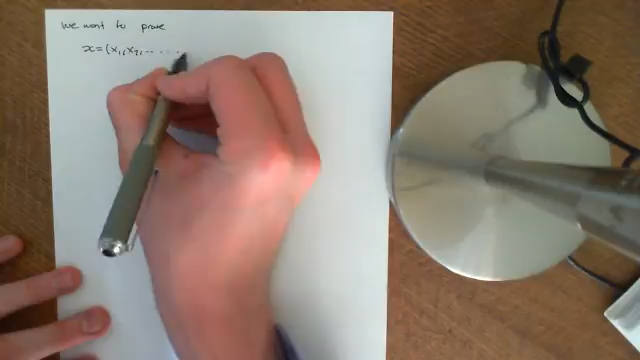 We want to prove
x=(x₁,x₂,.......